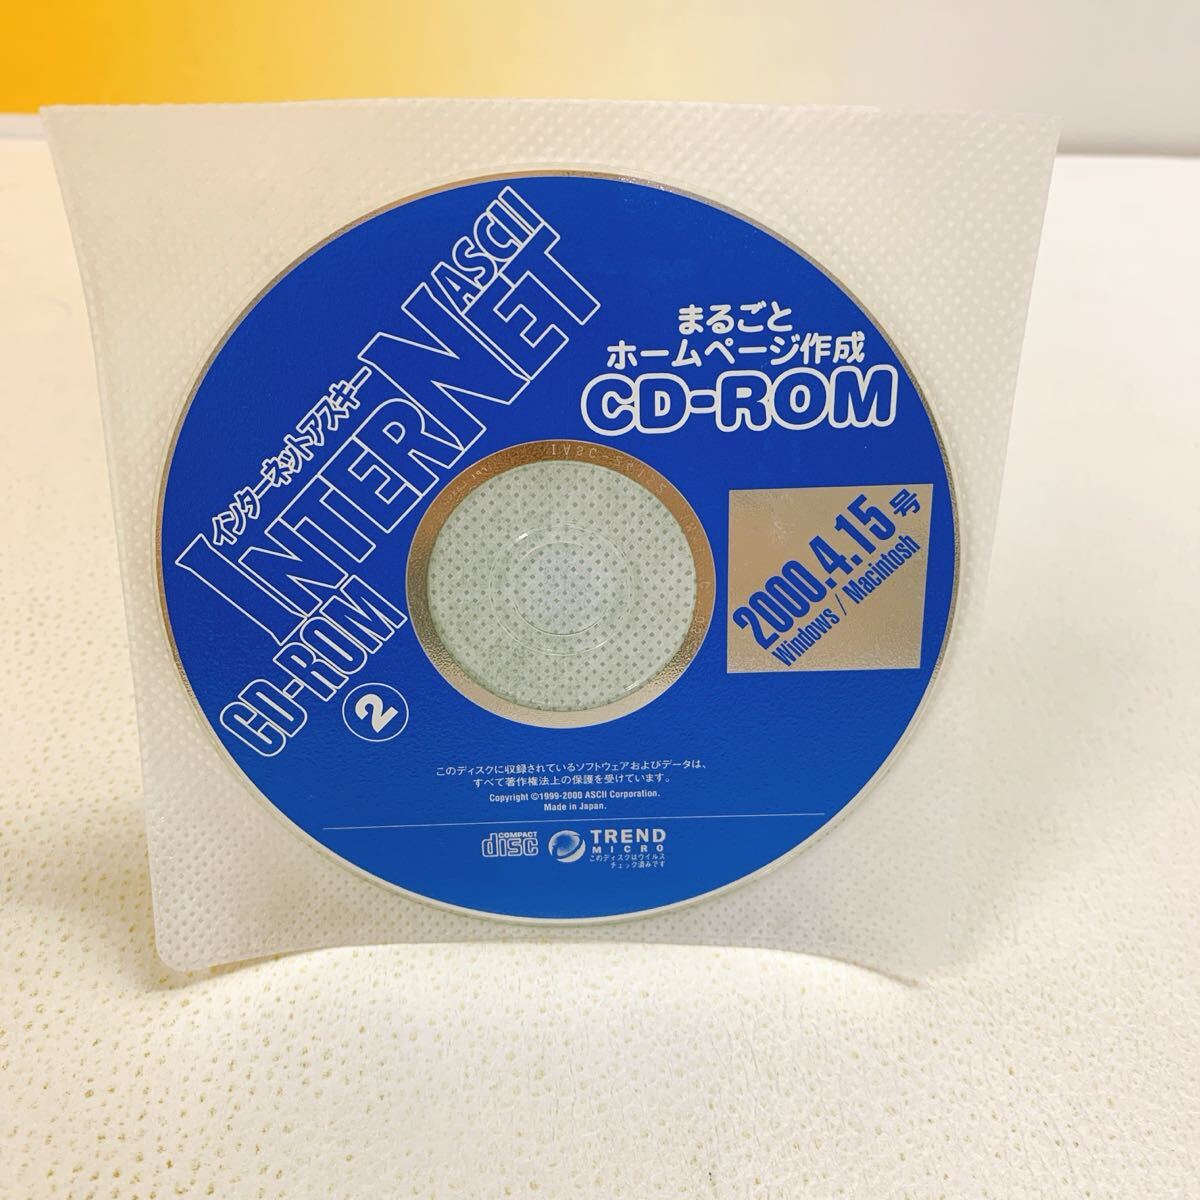 インターネットアスキー
INTERNET ASCII
CD-ROM ②
まるごと
ホームページ作成
CD-ROM
2000.4.15号
Windows / Macintosh
このディスクに収録されているソフトウェアおよびデータは、
すべて著作権法上の保護を受けています。
Copyright ©1999-2000 ASCII Corporation.
Made in Japan.
COMPACT disc
TREND
MICRO
このディスクはウイルス
チェック済みです